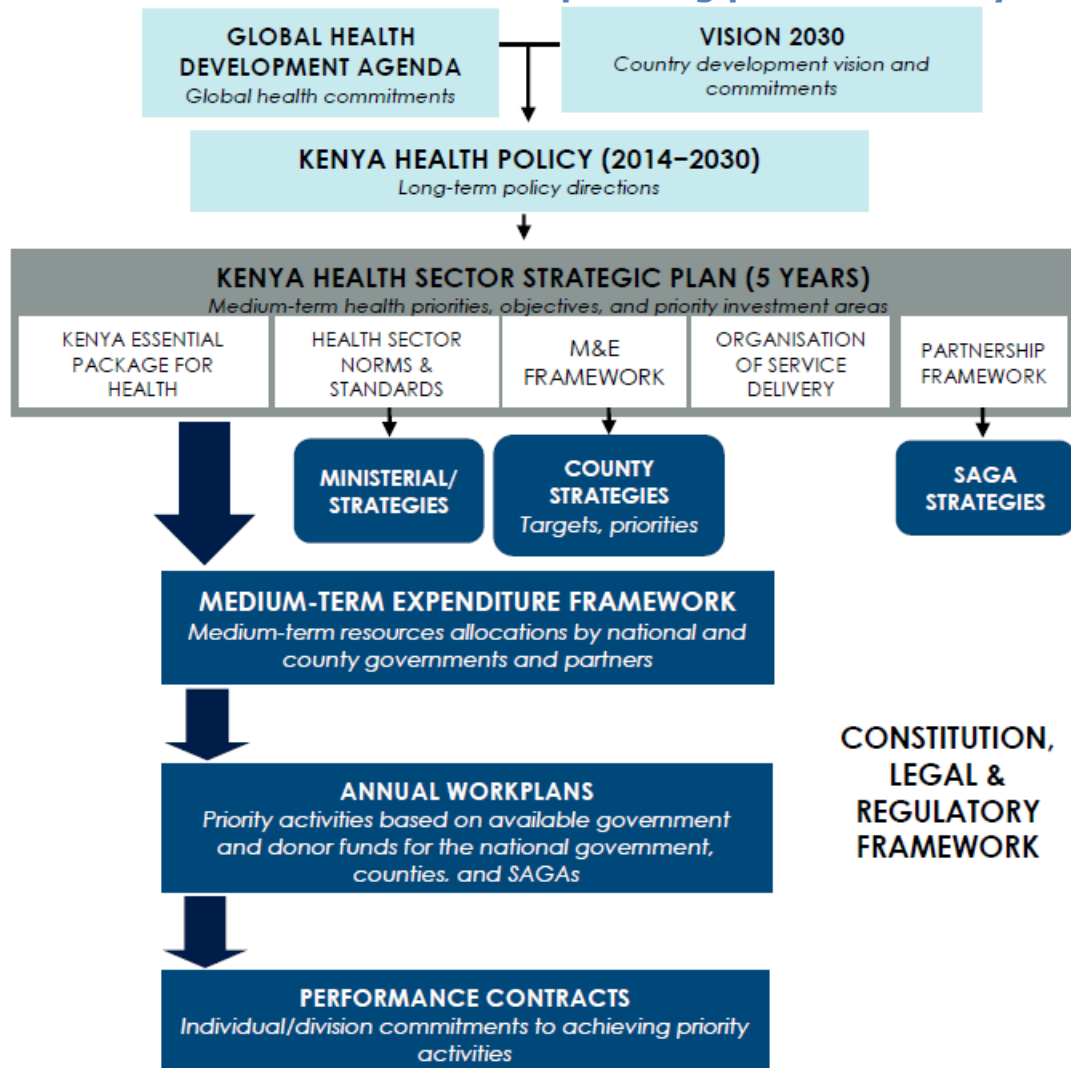 GLOBAL HEALTH
DEVELOPMENT AGENDA
Global health commitments
VISION 2030
Country development vision and
commitments
KENYA HEALTH POLICY (2014–2030)
Long-term policy directions
KENYA HEALTH SECTOR STRATEGIC PLAN (5 YEARS)
Medium-term health priorities, objectives, and priority investment areas
KENYA ESSENTIAL
PACKAGE FOR
HEALTH
HEALTH SECTOR
NORMS &
STANDARDS
M&E
FRAMEWORK
ORGANISATION
OF SERVICE
DELIVERY
PARTNERSHIP
FRAMEWORK
MINISTERIAL/
STRATEGIES
COUNTY
STRATEGIES
Targets, priorities
SAGA
STRATEGIES
MEDIUM-TERM EXPENDITURE FRAMEWORK
Medium-term resources allocations by national and
county governments and partners
ANNUAL WORKPLANS
Priority activities based on available government
and donor funds for the national government,
counties, and SAGAs
CONSTITUTION,
LEGAL &
REGULATORY
FRAMEWORK
PERFORMANCE CONTRACTS
Individual/division commitments to achieving priority
activities